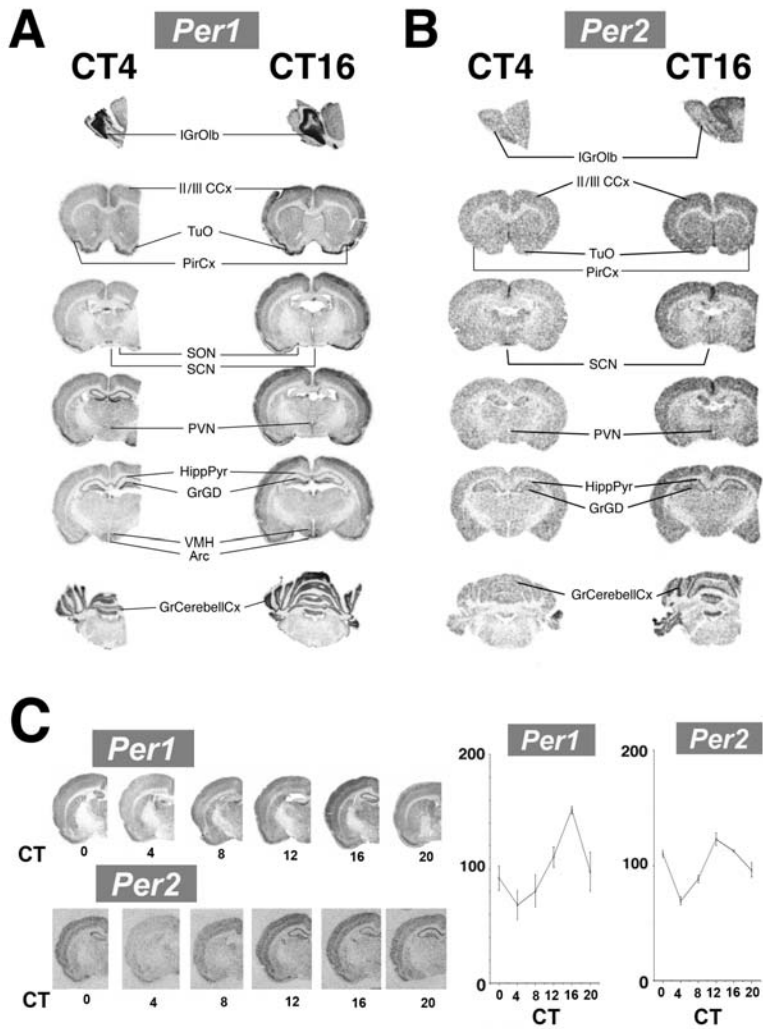 A
Per1
CT4
CT16
IGrOlb
II/III CCx
TuO
PirCx
SON
SCN
PVN
HippPyr
GrGD
VMH
Arc
GrCerebellCx
B
Per2
CT4
CT16
IGrOlb
II/III CCx
TuO
PirCx
SCN
PVN
HippPyr
GrGD
GrCerebellCx
C
Per1
CT 0 4 8 12 16 20
Per2
CT 0 4 8 12 16 20
Per1
200
100
0
0 4 8 12 16 20
CT
Per2
200
100
0
0 4 8 12 16 20
CT